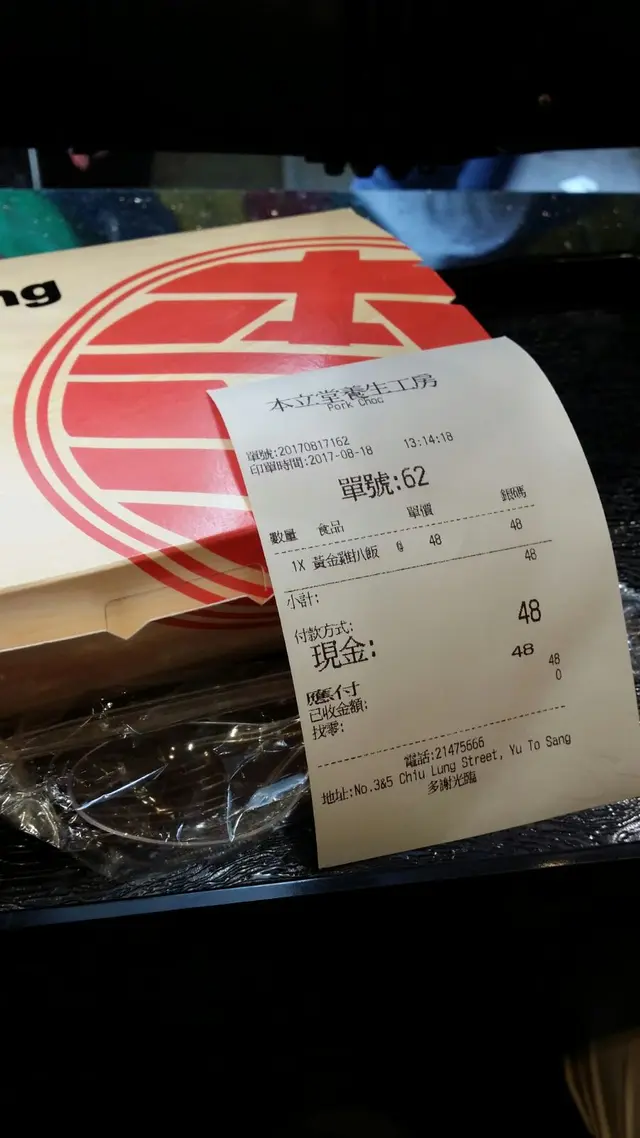 ng
本立堂養生工房
Pork Choc
單號:20170817162
印單時間:2017-08-18 13:14:18
單號:62
數量 食品 單價 銀碼
1X 黃金雞扒飯 @ 48 48
小計: 48
付款方式:
現金: 48
應付 48
已收金額: 48
找零: 0
電話:21475666
地址:No.3&5 Chiu Lung Street, Yu To Sang
多謝光臨